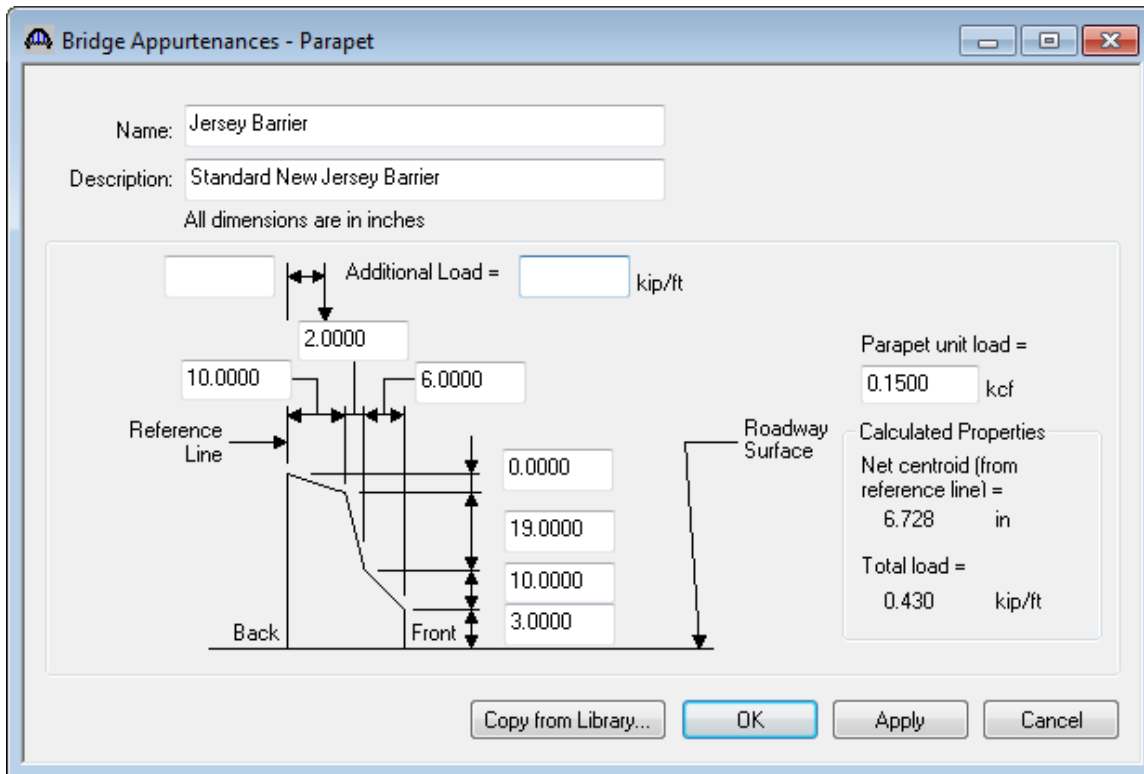 Bridge Appurtenances - Parapet
Name: Jersey Barrier
Description: Standard New Jersey Barrier
All dimensions are in inches
Additional Load = kip/ft
2.0000
10.0000 6.0000
Reference
Line
0.0000
19.0000
10.0000
3.0000
Back Front
Roadway
Surface
Parapet unit load =
0.1500 kcf
Calculated Properties
Net centroid (from
reference line) =
6.728 in
Total load =
0.430 kip/ft
Copy from Library... OK Apply Cancel